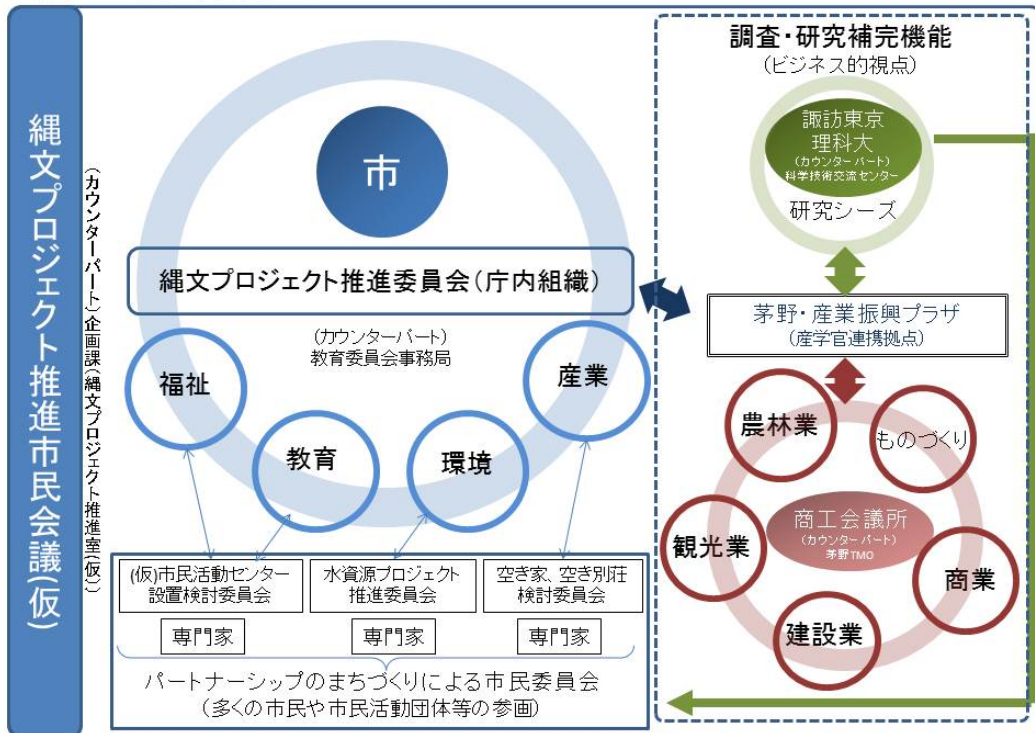 縄文プロジェクト推進市民会議(仮)
(カウンターパート)企画課(縄文プロジェクト推進室(仮))
市
縄文プロジェクト推進委員会(庁内組織)
(カウンターパート)
教育委員会事務局
福祉
教育
環境
産業
(仮)市民活動センター
設置検討委員会
水資源プロジェクト
推進委員会
空き家、空き別荘
検討委員会
専門家
専門家
専門家
パートナーシップのまちづくりによる市民委員会
(多くの市民や市民活動団体等の参画)
調査・研究補完機能
(ビジネス的視点)
諏訪東京
理科大
(カウンターパート)
科学技術交流センター
研究シーズ
茅野・産業振興プラザ
(産学官連携拠点)
農林業
ものづくり
商工会議所
(カウンターパート)
茅野TMO
観光業
商業
建設業